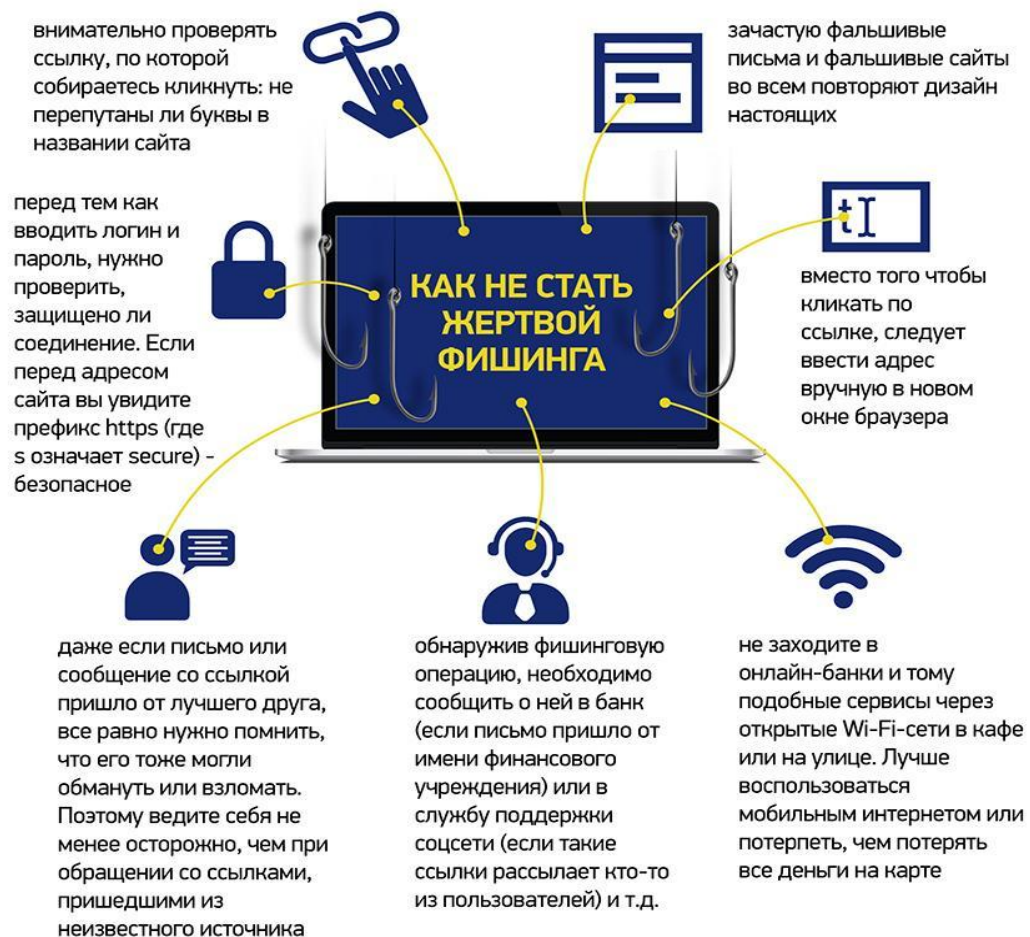 внимательно проверять
ссылку, по которой
собираетесь кликнуть: не
перепутаны ли буквы в
названии сайта
зачастую фальшивые
письма и фальшивые сайты
во всем повторяют дизайн
настоящих
перед тем как
вводить логин и
пароль, нужно
проверить,
защищено ли
соединение. Если
перед адресом
сайта вы увидите
префикс https (где
s означает secure) -
безопасное
КАК НЕ СТАТЬ
ЖЕРТВОЙ
ФИШИНГА
t
вместо того чтобы
кликать по
ссылке, следует
ввести адрес
вручную в новом
окне браузера
даже если письмо или
сообщение со ссылкой
пришло от лучшего друга,
все равно нужно помнить,
что его тоже могли
обмануть или взломать.
Поэтому ведите себя не
менее осторожно, чем при
обращении со ссылками,
пришедшими из
неизвестного источника
обнаружив фишинговую
операцию, необходимо
сообщить о ней в банк
(если письмо пришло от
имени финансового
учреждения) или в
службу поддержки
соцсети (если такие
ссылки рассылает кто-то
из пользователей) и т.д.
не заходите в
онлайн-банки и тому
подобные сервисы через
открытые Wi-Fi-сети в кафе
или на улице. Лучше
воспользоваться
мобильным интернетом или
потерпеть, чем потерять
все деньги на карте